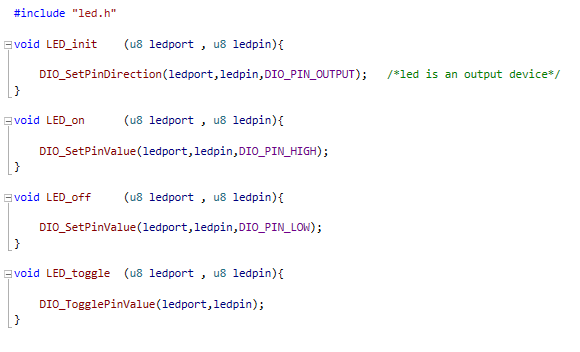 #include "led.h"
void LED_init    (u8 ledport , u8 ledpin){
    DIO_SetPinDirection(ledport,ledpin,DIO_PIN_OUTPUT);   /*led is an output device*/
}
void LED_on      (u8 ledport , u8 ledpin){
    DIO_SetPinValue(ledport,ledpin,DIO_PIN_HIGH);
}
void LED_off     (u8 ledport , u8 ledpin){
    DIO_SetPinValue(ledport,ledpin,DIO_PIN_LOW);
}
void LED_toggle  (u8 ledport , u8 ledpin){
    DIO_TogglePinValue(ledport,ledpin);
}